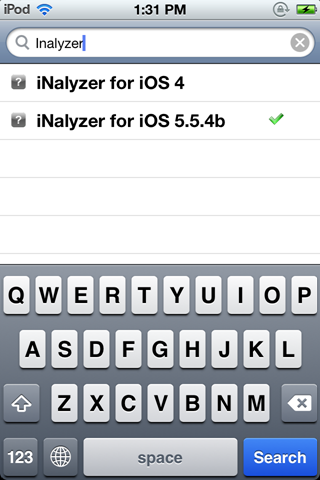 iPod 1:31 PM
Inalyzer
? iNalyzer for iOS 4
? iNalyzer for iOS 5.5.4b
Q W E R T Y U I O P
A S D F G H J K L
Z X C V B N M
123 space Search